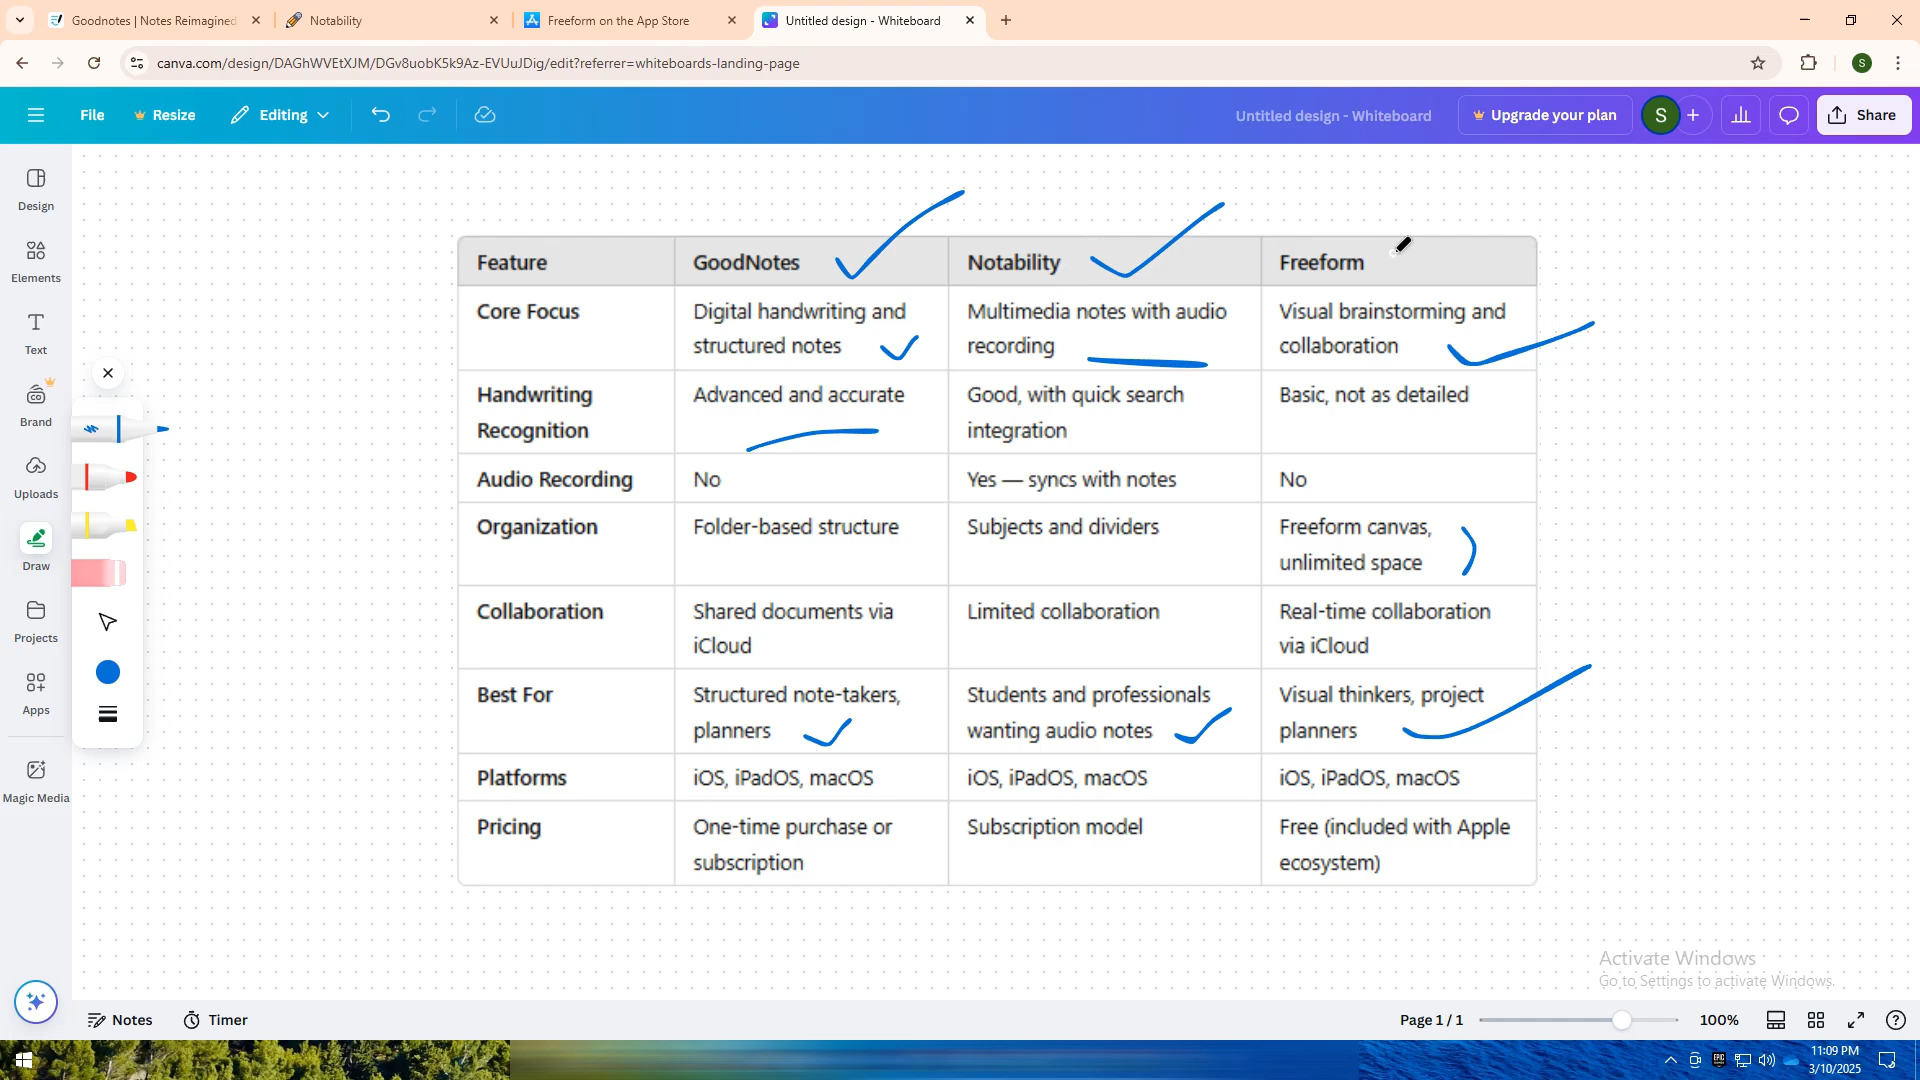 Goodnotes | Notes Reimagined
Notability
Freeform on the App Store
Untitled design - Whiteboard
canva.com/design/DAGhWVEtXJM/DGv8uobK5k9Az-EVUuJDig/edit?referrer=whiteboards-landing-page
S
File
Resize
Editing
Untitled design - Whiteboard
Upgrade your plan
S
Share
Design
Elements
Text
Brand
Uploads
Draw
Projects
Apps
Magic Media
Feature
GoodNotes
Notability
Freeform
Core Focus
Digital handwriting and
structured notes
Multimedia notes with audio
recording
Visual brainstorming and
collaboration
Handwriting
Recognition
Advanced and accurate
Good, with quick search
integration
Basic, not as detailed
Audio Recording
No
Yes — syncs with notes
No
Organization
Folder-based structure
Subjects and dividers
Freeform canvas,
unlimited space
Collaboration
Shared documents via
iCloud
Limited collaboration
Real-time collaboration
via iCloud
Best For
Structured note-takers,
planners
Students and professionals
wanting audio notes
Visual thinkers, project
planners
Platforms
iOS, iPadOS, macOS
iOS, iPadOS, macOS
iOS, iPadOS, macOS
Pricing
One-time purchase or
subscription
Subscription model
Free (included with Apple
ecosystem)
Activate Windows
Go to Settings to activate Windows.
Notes
Timer
Page 1 / 1
100%
EPIC
11:09 PM
3/10/2025